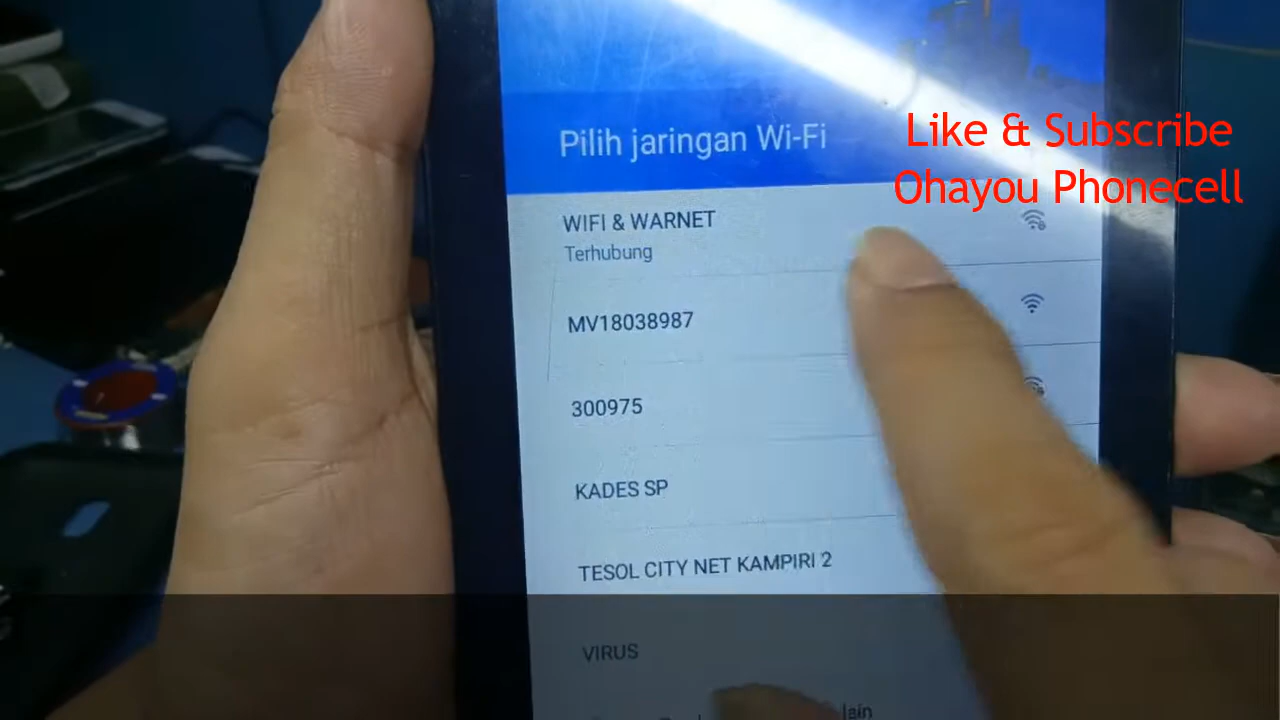 Pilih jaringan Wi-Fi
Like & Subscribe
Ohayou Phonecell
WIFI & WARNET
Terhubung
MV18038987
300975
KADES SP
TESOL CITY NET KAMPIRI 2
VIRUS
lain